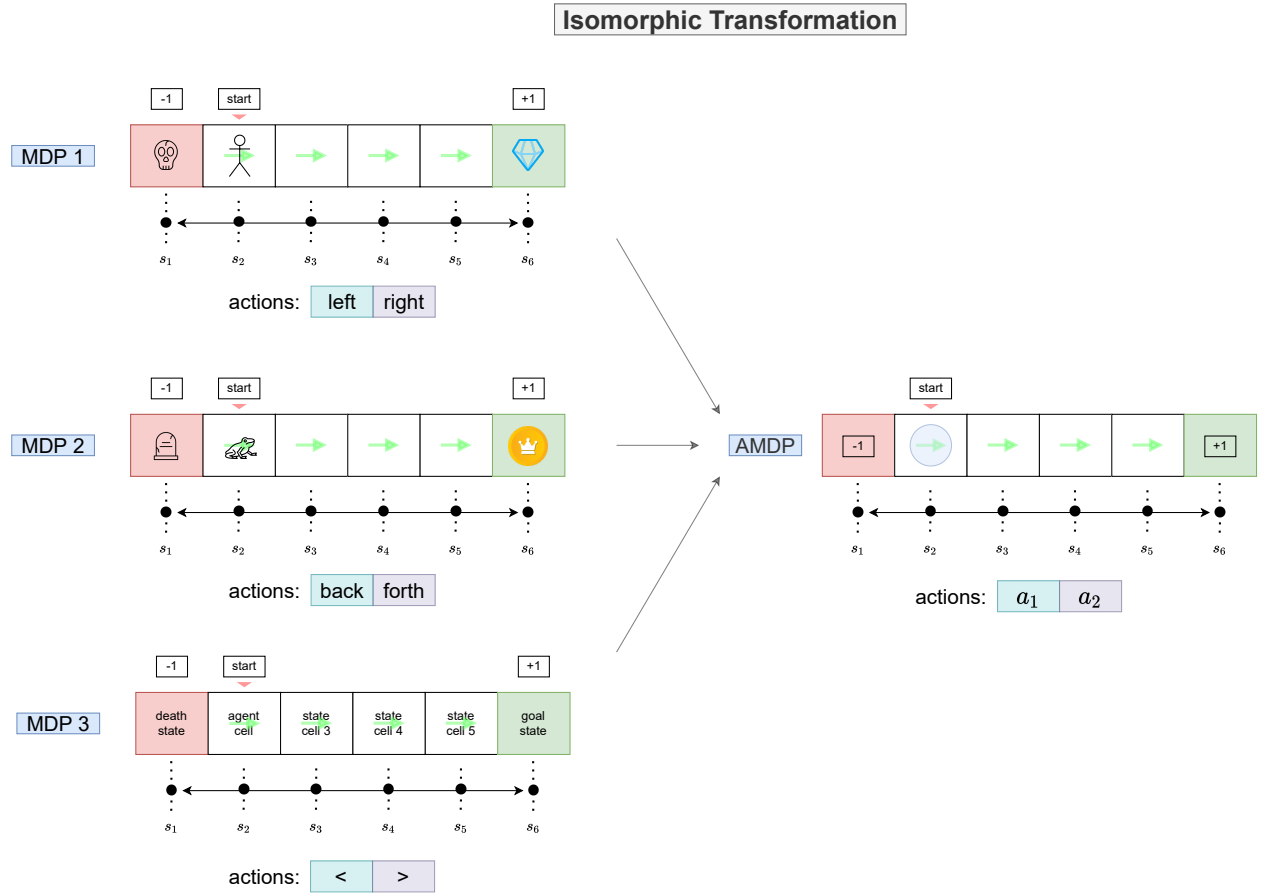 Isomorphic Transformation
-1 start +1
MDP 1
s1 s2 s3 s4 s5 s6
actions: left right
-1 start +1
MDP 2
s1 s2 s3 s4 s5 s6
actions: back forth
start
AMDP
-1 +1
s1 s2 s3 s4 s5 s6
actions: a1 a2
-1 start +1
MDP 3
death agent state state state goal
state cell cell 3 cell 4 cell 5 state
s1 s2 s3 s4 s5 s6
actions: < >